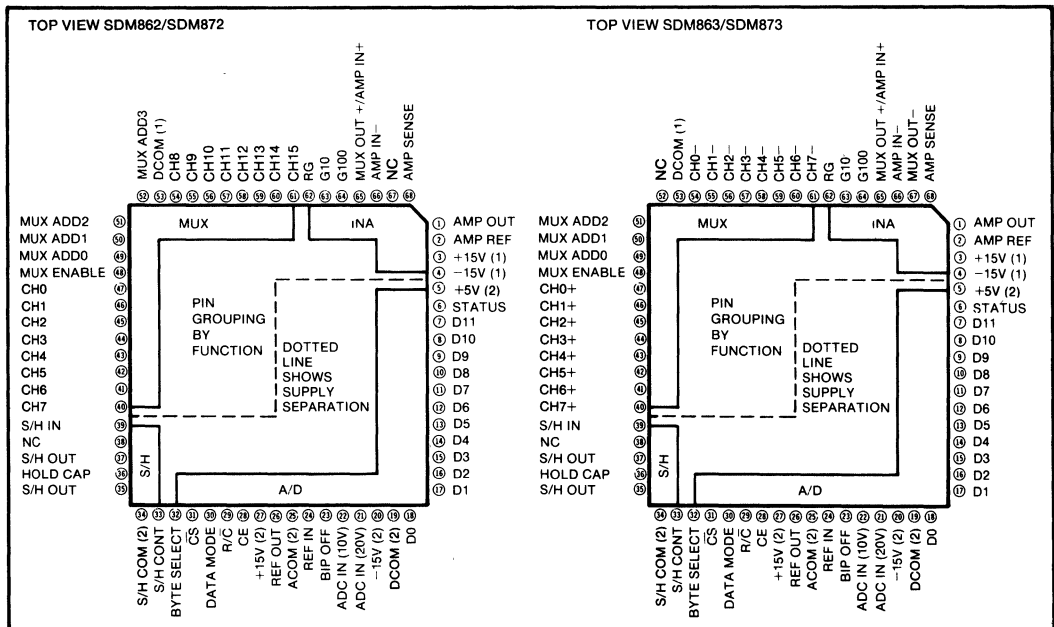 TOP VIEW SDM862/SDM872
MUX ADD3
DCOM (1)
CH8
CH9
CH10
CH11
CH12
CH13
CH14
CH15
RG
G10
G100
MUX OUT +/AMP IN+
AMP IN−
NC
AMP SENSE
52 53 54 55 56 57 58 59 60 61 62 63 64 65 66 67 68
MUX ADD2 51
MUX ADD1 50
MUX ADD0 49
MUX ENABLE 48
CH0 47
CH1 46
CH2 45
CH3 44
CH4 43
CH5 42
CH6 41
CH7 40
S/H IN 39
NC 38
S/H OUT 37
HOLD CAP 36
S/H OUT 35
MUX
INA
PIN
GROUPING
BY
FUNCTION
DOTTED
LINE
SHOWS
SUPPLY
SEPARATION
S/H
A/D
1 AMP OUT
2 AMP REF
3 +15V (1)
4 −15V (1)
5 +5V (2)
6 STATUS
7 D11
8 D10
9 D9
10 D8
11 D7
12 D6
13 D5
14 D4
15 D3
16 D2
17 D1
34 33 32 31 30 29 28 27 26 25 24 23 22 21 20 19 18
S/H COM (2)
S/H CONT
BYTE SELECT
C̅S̅
DATA MODE
R/C̅
CE
+15V (2)
REF OUT
ACOM (2)
REF IN
BIP OFF
ADC IN (10V)
ADC IN (20V)
−15V (2)
DCOM (2)
D0
TOP VIEW SDM863/SDM873
NC
DCOM (1)
CH0−
CH1−
CH2−
CH3−
CH4−
CH5−
CH6−
CH7−
RG
G10
G100
MUX OUT +/AMP IN+
AMP IN−
MUX OUT−
AMP SENSE
52 53 54 55 56 57 58 59 60 61 62 63 64 65 66 67 68
MUX ADD2 51
MUX ADD1 50
MUX ADD0 49
MUX ENABLE 48
CH0+ 47
CH1+ 46
CH2+ 45
CH3+ 44
CH4+ 43
CH5+ 42
CH6+ 41
CH7+ 40
S/H IN 39
NC 38
S/H OUT 37
HOLD CAP 36
S/H OUT 35
MUX
INA
PIN
GROUPING
BY
FUNCTION
DOTTED
LINE
SHOWS
SUPPLY
SEPARATION
S/H
A/D
1 AMP OUT
2 AMP REF
3 +15V (1)
4 −15V (1)
5 +5V (2)
6 STATUS
7 D11
8 D10
9 D9
10 D8
11 D7
12 D6
13 D5
14 D4
15 D3
16 D2
17 D1
34 33 32 31 30 29 28 27 26 25 24 23 22 21 20 19 18
S/H COM (2)
S/H CONT
BYTE SELECT
C̅S̅
DATA MODE
R/C̅
CE
+15V (2)
REF OUT
ACOM (2)
REF IN
BIP OFF
ADC IN (10V)
ADC IN (20V)
−15V (2)
DCOM (2)
D0